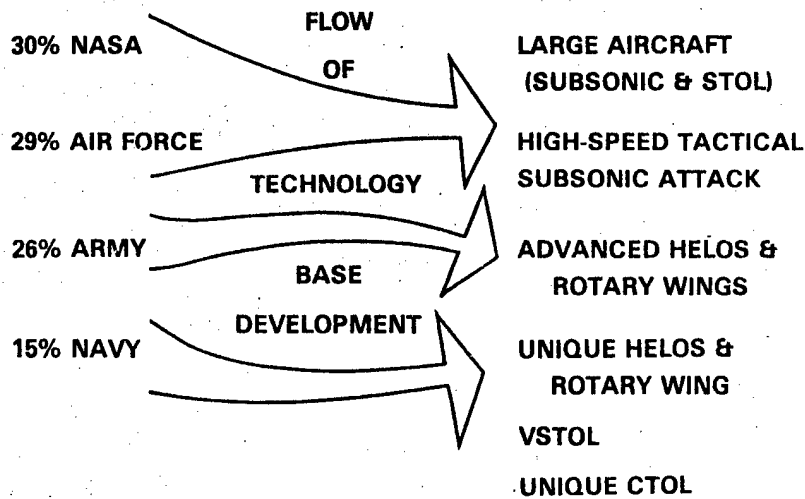 FLOW
OF
TECHNOLOGY
BASE
DEVELOPMENT
30% NASA
29% AIR FORCE
26% ARMY
15% NAVY
LARGE AIRCRAFT
(SUBSONIC & STOL)
HIGH-SPEED TACTICAL
SUBSONIC ATTACK
ADVANCED HELOS &
ROTARY WINGS
UNIQUE HELOS &
ROTARY WING
VSTOL
UNIQUE CTOL